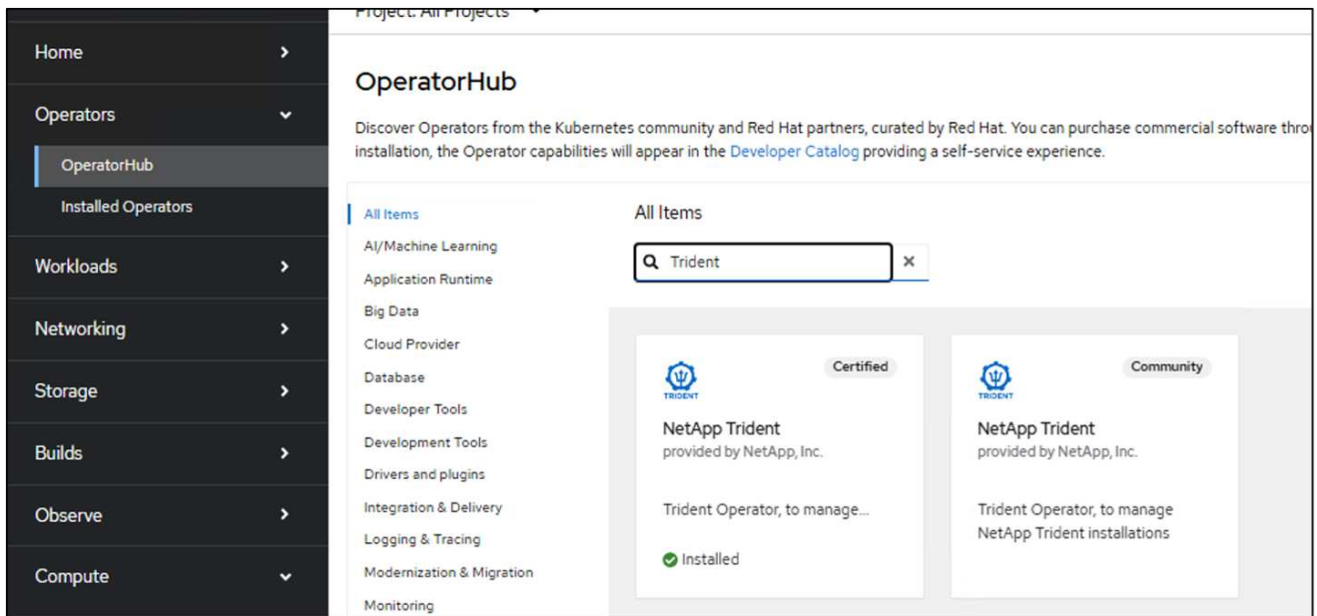 Project: All Projects
Home
Operators
OperatorHub
Installed Operators
Workloads
Networking
Storage
Builds
Observe
Compute
OperatorHub
Discover Operators from the Kubernetes community and Red Hat partners, curated by Red Hat. You can purchase commercial software thro
installation, the Operator capabilities will appear in the Developer Catalog providing a self-service experience.
All Items
AI/Machine Learning
Application Runtime
Big Data
Cloud Provider
Database
Developer Tools
Development Tools
Drivers and plugins
Integration & Delivery
Logging & Tracing
Modernization & Migration
Monitoring
All Items
Trident
TRIDENT
Certified
NetApp Trident
provided by NetApp, Inc.
Trident Operator, to manage...
Installed
TRIDENT
Community
NetApp Trident
provided by NetApp, Inc.
Trident Operator, to manage
NetApp Trident installations